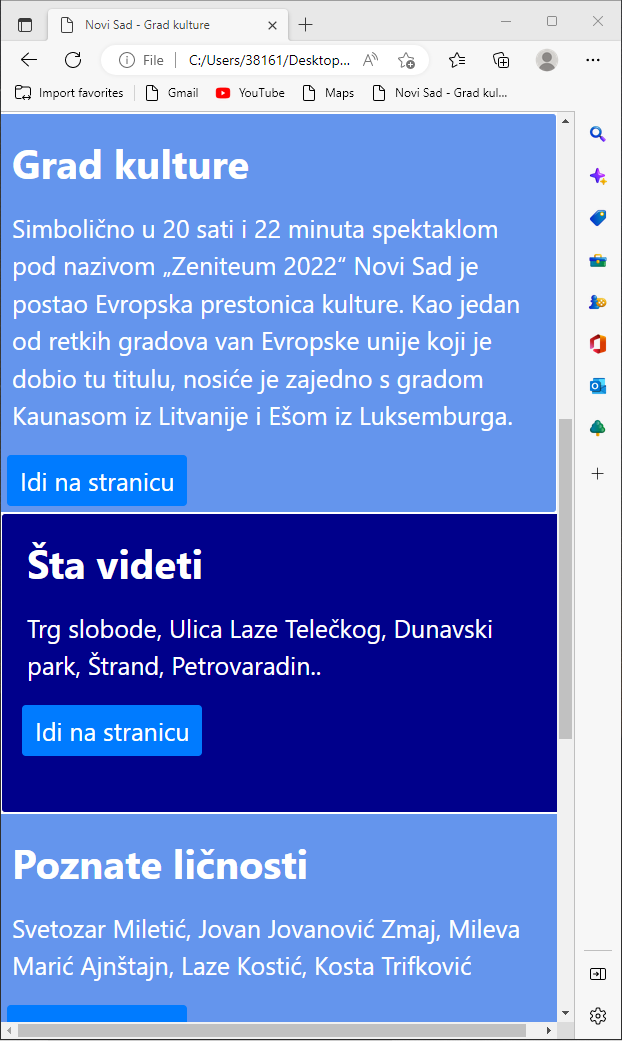 Novi Sad - Grad kulture
File
C:/Users/38161/Desktop...
Import favorites
Gmail
YouTube
Maps
Novi Sad - Grad kul...
Grad kulture
Simbolično u 20 sati i 22 minuta spektaklom
pod nazivom „Zeniteum 2022“ Novi Sad je
postao Evropska prestonica kulture. Kao jedan
od retkih gradova van Evropske unije koji je
dobio tu titulu, nosiće je zajedno s gradom
Kaunasom iz Litvanije i Ešom iz Luksemburga.
Idi na stranicu
Šta videti
Trg slobode, Ulica Laze Telečkog, Dunavski
park, Štrand, Petrovaradin..
Idi na stranicu
Poznate ličnosti
Svetozar Miletić, Jovan Jovanović Zmaj, Mileva
Marić Ajnštajn, Laze Kostić, Kosta Trifković